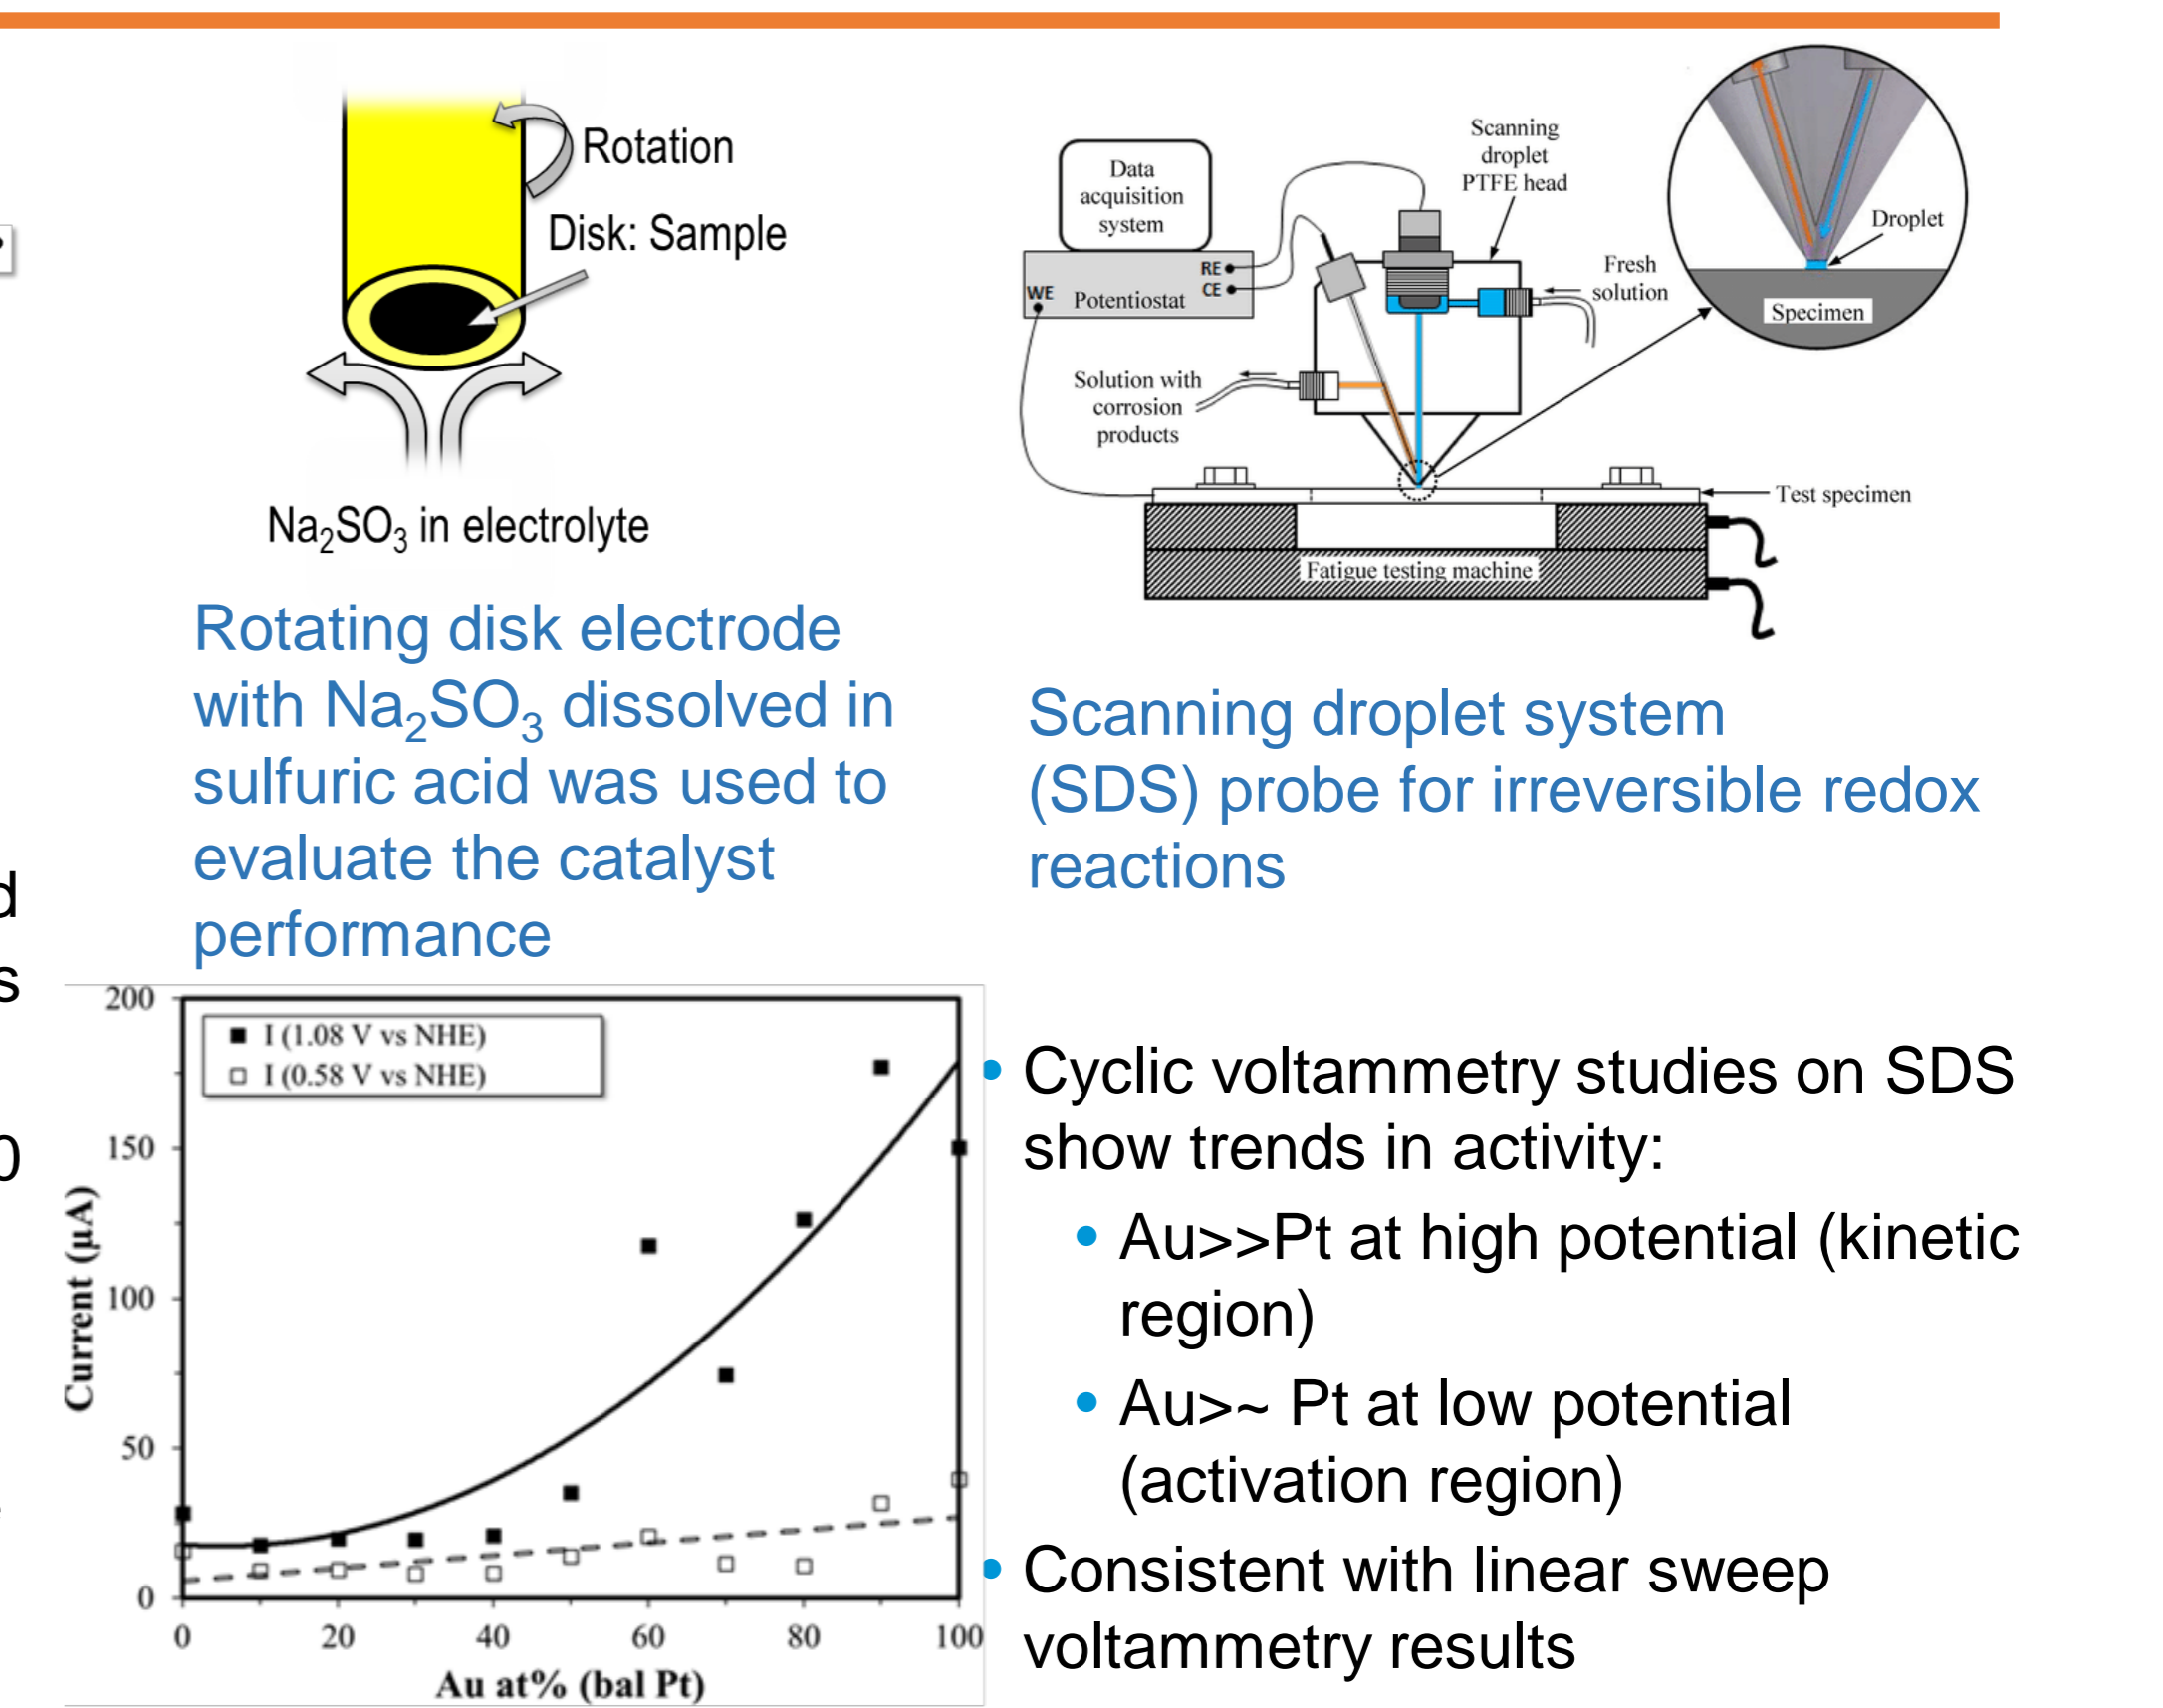 Rotation
Disk: Sample
Na₂SO₃ in electrolyte
Rotating disk electrode
with Na₂SO₃ dissolved in
sulfuric acid was used to
evaluate the catalyst
performance
Data
acquisition
system
RE
CE
WE
Potentiostat
Scanning
droplet
PTFE head
Fresh
solution
Droplet
Specimen
Solution with
corrosion
products
Test specimen
Fatigue testing machine
Scanning droplet system
(SDS) probe for irreversible redox
reactions
d
s
0
200
150
100
50
0
I (1.08 V vs NHE)
I (0.58 V vs NHE)
Current (μA)
0 20 40 60 80 100
Au at% (bal Pt)
• Cyclic voltammetry studies on SDS
show trends in activity:
• Au>>Pt at high potential (kinetic
region)
• Au>~ Pt at low potential
(activation region)
• Consistent with linear sweep
voltammetry results